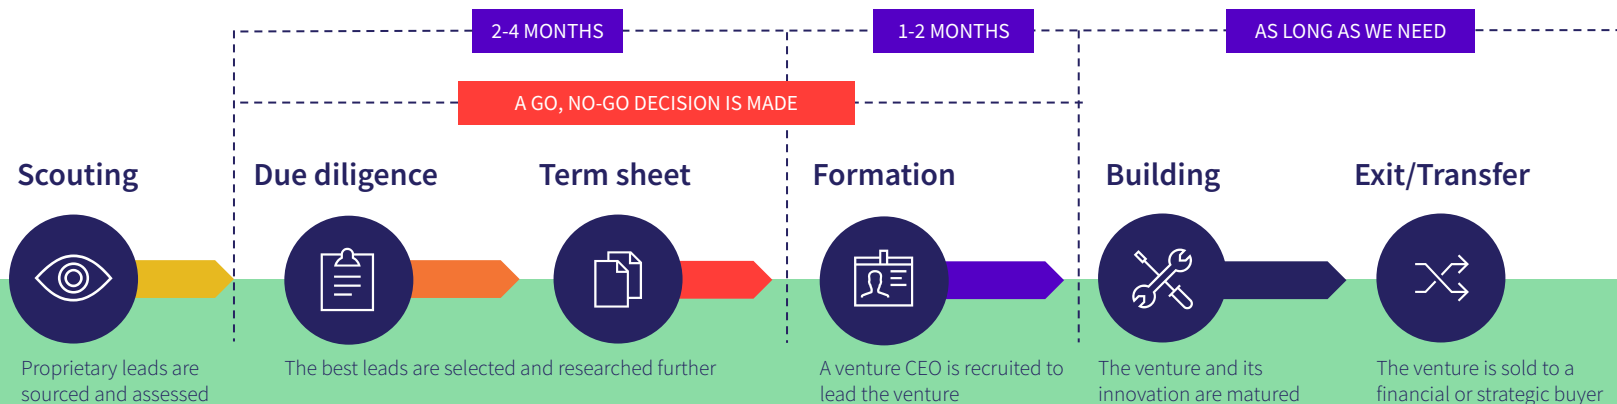 2-4 MONTHS
1-2 MONTHS
AS LONG AS WE NEED
A GO, NO-GO DECISION IS MADE
Scouting
Due diligence
Term sheet
Formation
Building
Exit/Transfer
Proprietary leads are
sourced and assessed
The best leads are selected and researched further
A venture CEO is recruited to
lead the venture
The venture and its
innovation are matured
The venture is sold to a
financial or strategic buyer